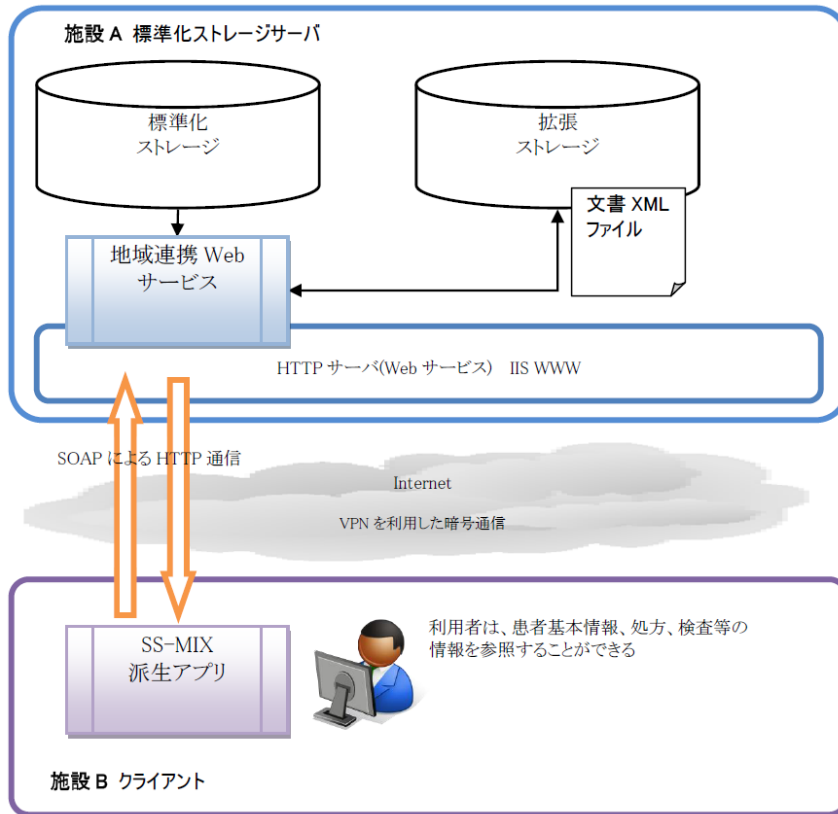 施設 A 標準化ストレージサーバ
標準化
ストレージ
拡張
ストレージ
文書 XML
ファイル
地域連携 Web
サービス
HTTP サーバ(Web サービス) IIS WWW
SOAP による HTTP 通信
Internet
VPN を利用した暗号通信
SS-MIX
派生アプリ
利用者は、患者基本情報、処方、検査等の
情報を参照することができる
施設 B クライアント